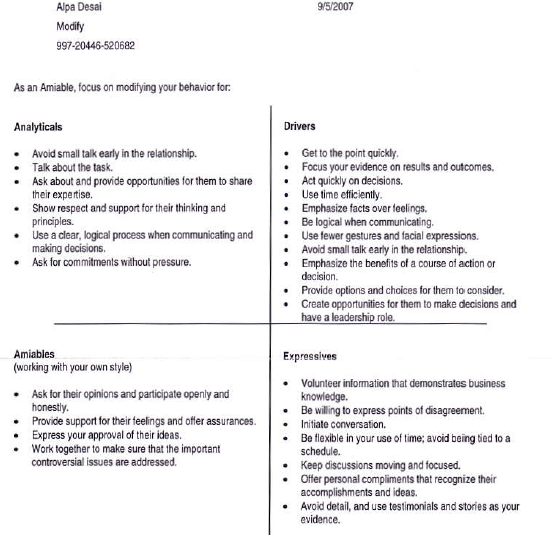 Alpa Desai 9/5/2007
Modify
997-20446-520682
As an Amiable, focus on modifying your behavior for:
Analyticals
• Avoid small talk early in the relationship.
• Talk about the task.
• Ask about and provide opportunities for them to share
their expertise.
• Show respect and support for their thinking and
principles.
• Use a clear, logical process when communicating and
making decisions.
• Ask for commitments without pressure.
Drivers
• Get to the point quickly.
• Focus your evidence on results and outcomes.
• Act quickly on decisions.
• Use time efficiently.
• Emphasize facts over feelings.
• Be logical when communicating.
• Use fewer gestures and facial expressions.
• Avoid small talk early in the relationship.
• Emphasize the benefits of a course of action or
decision.
• Provide options and choices for them to consider.
• Create opportunities for them to make decisions and
have a leadership role.
Amiables
(working with your own style)
• Ask for their opinions and participate openly and
honestly.
• Provide support for their feelings and offer assurances.
• Express your approval of their ideas.
• Work together to make sure that the important
controversial issues are addressed.
Expressives
• Volunteer information that demonstrates business
knowledge.
• Be willing to express points of disagreement.
• Initiate conversation.
• Be flexible in your use of time; avoid being tied to a
schedule.
• Keep discussions moving and focused.
• Offer personal compliments that recognize their
accomplishments and ideas.
• Avoid detail, and use testimonials and stories as your
evidence.